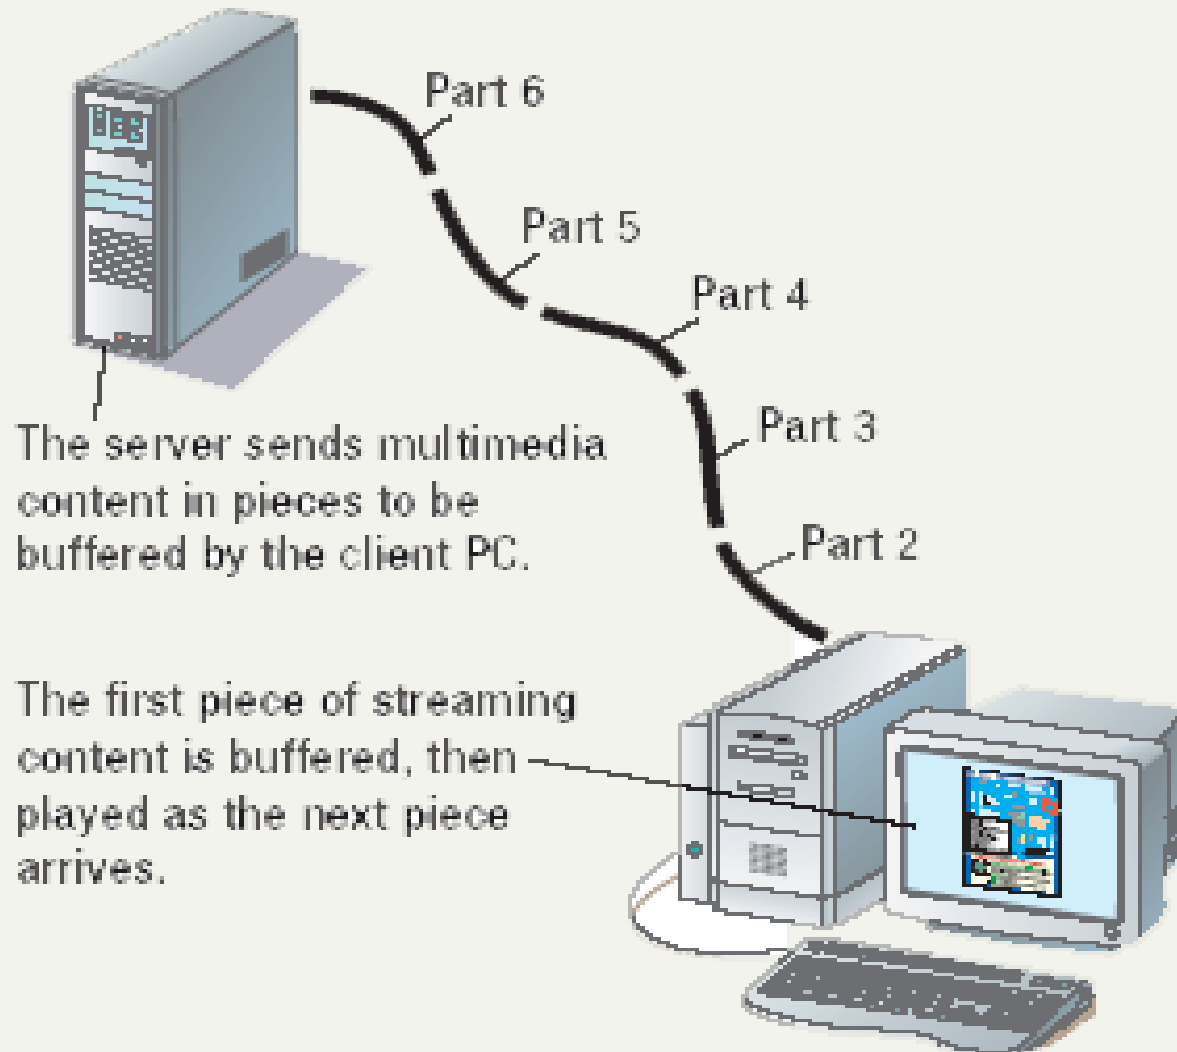 Part 6
Part 5
Part 4
Part 3
Part 2
The server sends multimedia
content in pieces to be
buffered by the client PC.
The first piece of streaming
content is buffered, then
played as the next piece
arrives.